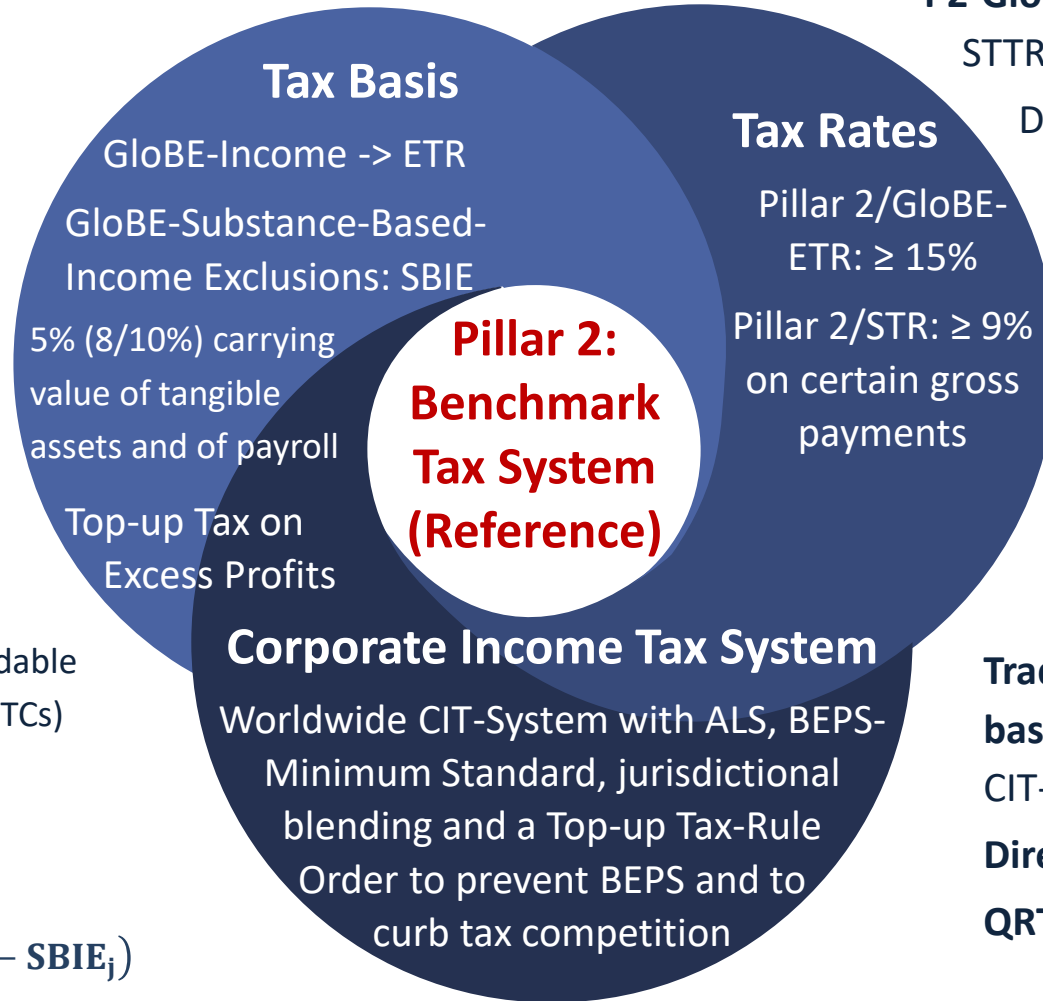 Tax Basis
GloBE-Income -> ETR
GloBE-Substance-Based-
Income Exclusions: SBIE
5% (8/10%) carrying
value of tangible
assets and of payroll
Top-up Tax on
Excess Profits
STTR
D
Tax Rates
Pillar 2/GloBE-
ETR: ≥ 15%
Pillar 2/STR: ≥ 9%
on certain gross
payments
Pillar 2:
Benchmark
Tax System
(Reference)
dable
TCs)
Corporate Income Tax System
Worldwide CIT-System with ALS, BEPS-
Minimum Standard, jurisdictional
blending and a Top-up Tax-Rule
Order to prevent BEPS and to
curb tax competition
− SBIEj)
Trac
bas
CIT-
Dire
QRT